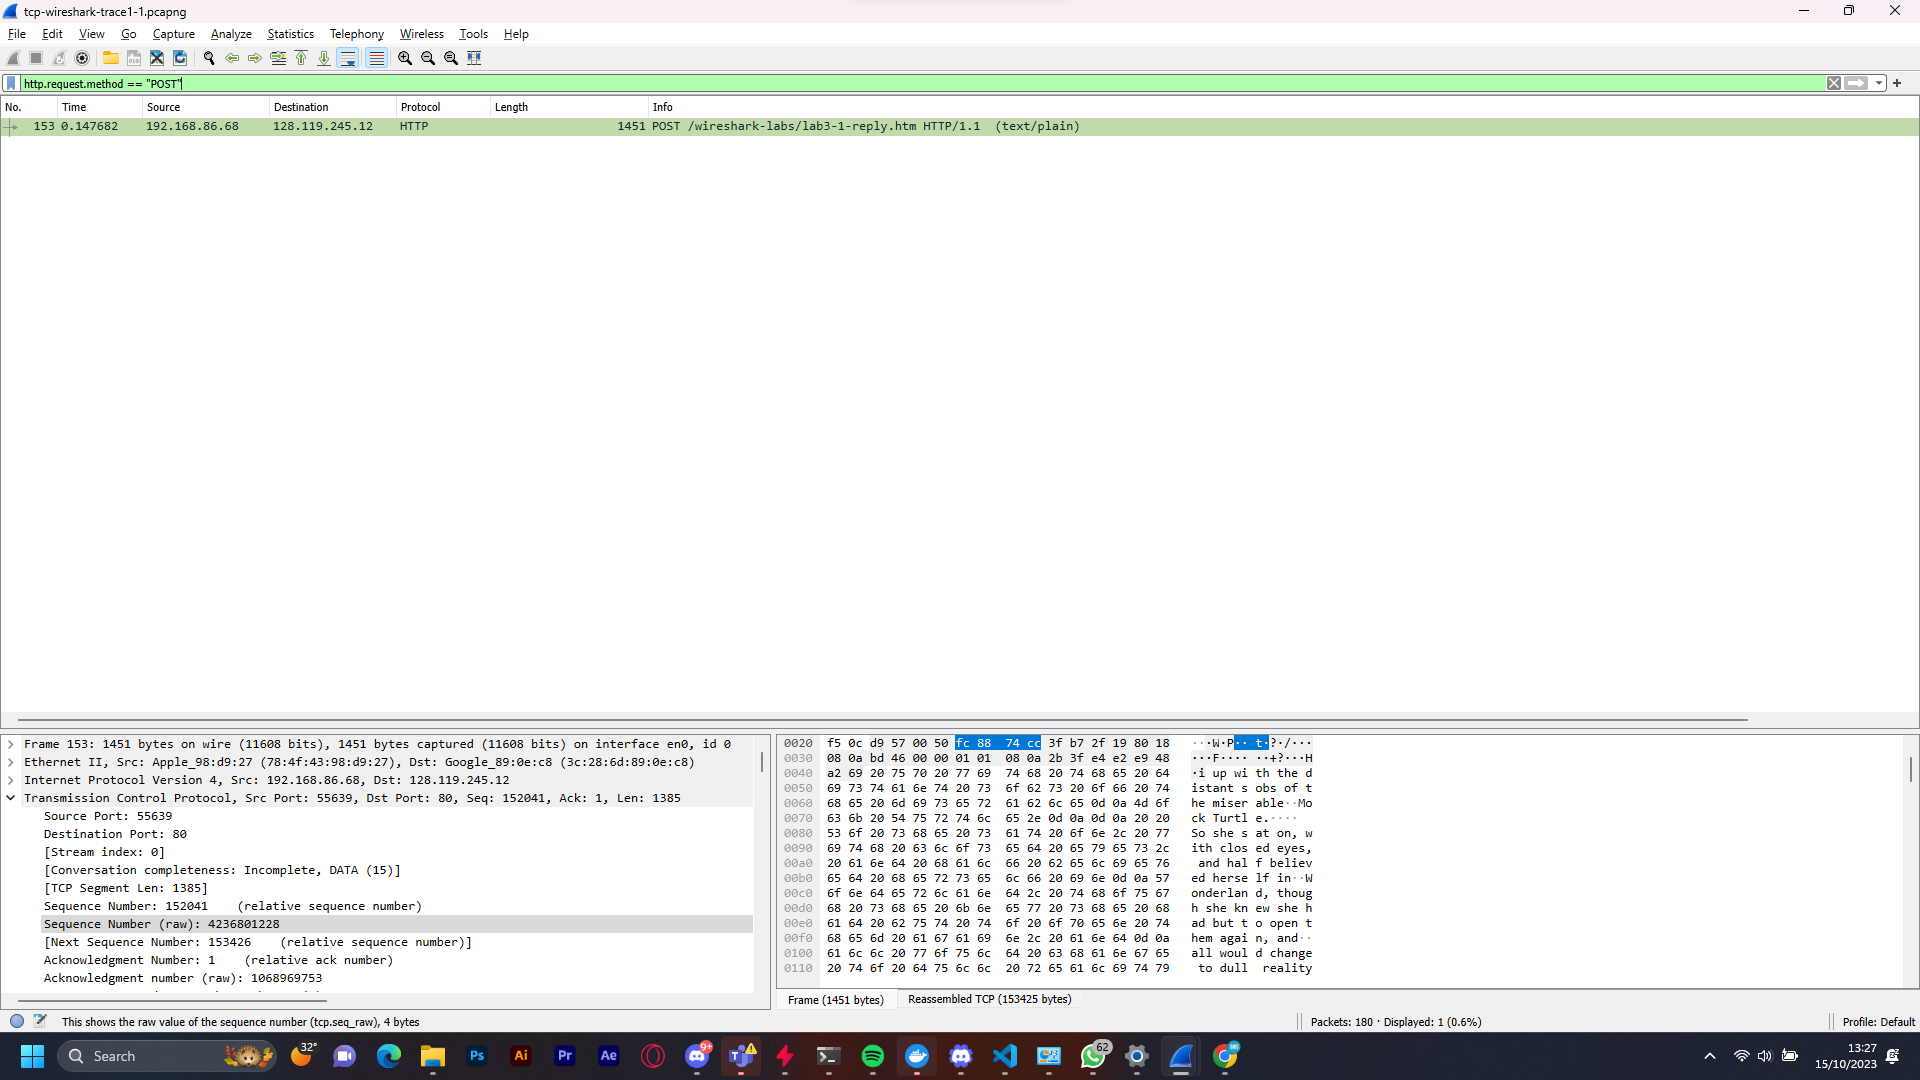 tcp-wireshark-trace1-1.pcapng
File Edit View Go Capture Analyze Statistics Telephony Wireless Tools Help
http.request.method == "POST"
No. Time Source Destination Protocol Length Info
153 0.147682 192.168.86.68 128.119.245.12 HTTP 1451 POST /wireshark-labs/lab3-1-reply.htm HTTP/1.1 (text/plain)
Frame 153: 1451 bytes on wire (11608 bits), 1451 bytes captured (11608 bits) on interface en0, id 0
Ethernet II, Src: Apple_98:d9:27 (78:4f:43:98:d9:27), Dst: Google_89:0e:c8 (3c:28:6d:89:0e:c8)
Internet Protocol Version 4, Src: 192.168.86.68, Dst: 128.119.245.12
Transmission Control Protocol, Src Port: 55639, Dst Port: 80, Seq: 152041, Ack: 1, Len: 1385
Source Port: 55639
Destination Port: 80
[Stream index: 0]
[Conversation completeness: Incomplete, DATA (15)]
[TCP Segment Len: 1385]
Sequence Number: 152041 (relative sequence number)
Sequence Number (raw): 4236801228
[Next Sequence Number: 153426 (relative sequence number)]
Acknowledgment Number: 1 (relative ack number)
Acknowledgment number (raw): 1068969753
0020 f5 0c d9 57 00 50 fc 88 74 cc 3f b7 2f 19 80 18 ···W·P·· t·?·/···
0030 08 0a bd 46 00 00 01 01 08 0a 2b 3f e4 e2 e9 48 ···F···· ··+?···H
0040 a2 69 20 75 70 20 77 69 74 68 20 74 68 65 20 64 ·i up wi th the d
0050 69 73 74 61 6e 74 20 73 6f 62 73 20 6f 66 20 74 istant s obs of t
0060 68 65 20 6d 69 73 65 72 61 62 6c 65 0d 0a 4d 6f he miser able··Mo
0070 63 6b 20 54 75 72 74 6c 65 2e 0d 0a 0d 0a 20 20 ck Turtl e.····
0080 53 6f 20 73 68 65 20 73 61 74 20 6f 6e 2c 20 77 So she s at on, w
0090 69 74 68 20 63 6c 6f 73 65 64 20 65 79 65 73 2c ith clos ed eyes,
00a0 20 61 6e 64 20 68 61 6c 66 20 62 65 6c 69 65 76 and hal f believ
00b0 65 64 20 68 65 72 73 65 6c 66 20 69 6e 0d 0a 57 ed herse lf in··W
00c0 6f 6e 64 65 72 6c 61 6e 64 2c 20 74 68 6f 75 67 onderlan d, thoug
00d0 68 20 73 68 65 20 6b 6e 65 77 20 73 68 65 20 68 h she kn ew she h
00e0 61 64 20 62 75 74 20 74 6f 20 6f 70 65 6e 20 74 ad but t o open t
00f0 68 65 6d 20 61 67 61 69 6e 2c 20 61 6e 64 0d 0a hem agai n, and··
0100 61 6c 6c 20 77 6f 75 6c 64 20 63 68 61 6e 67 65 all woul d change
0110 20 74 6f 20 64 75 6c 6c 20 72 65 61 6c 69 74 79 to dull reality
Frame (1451 bytes) Reassembled TCP (153425 bytes)
This shows the raw value of the sequence number (tcp.seq_raw), 4 bytes
Packets: 180 · Displayed: 1 (0.6%)
Profile: Default
Search
32°
Ps
Ai
Pr
Ae
9+
62
13:27
15/10/2023